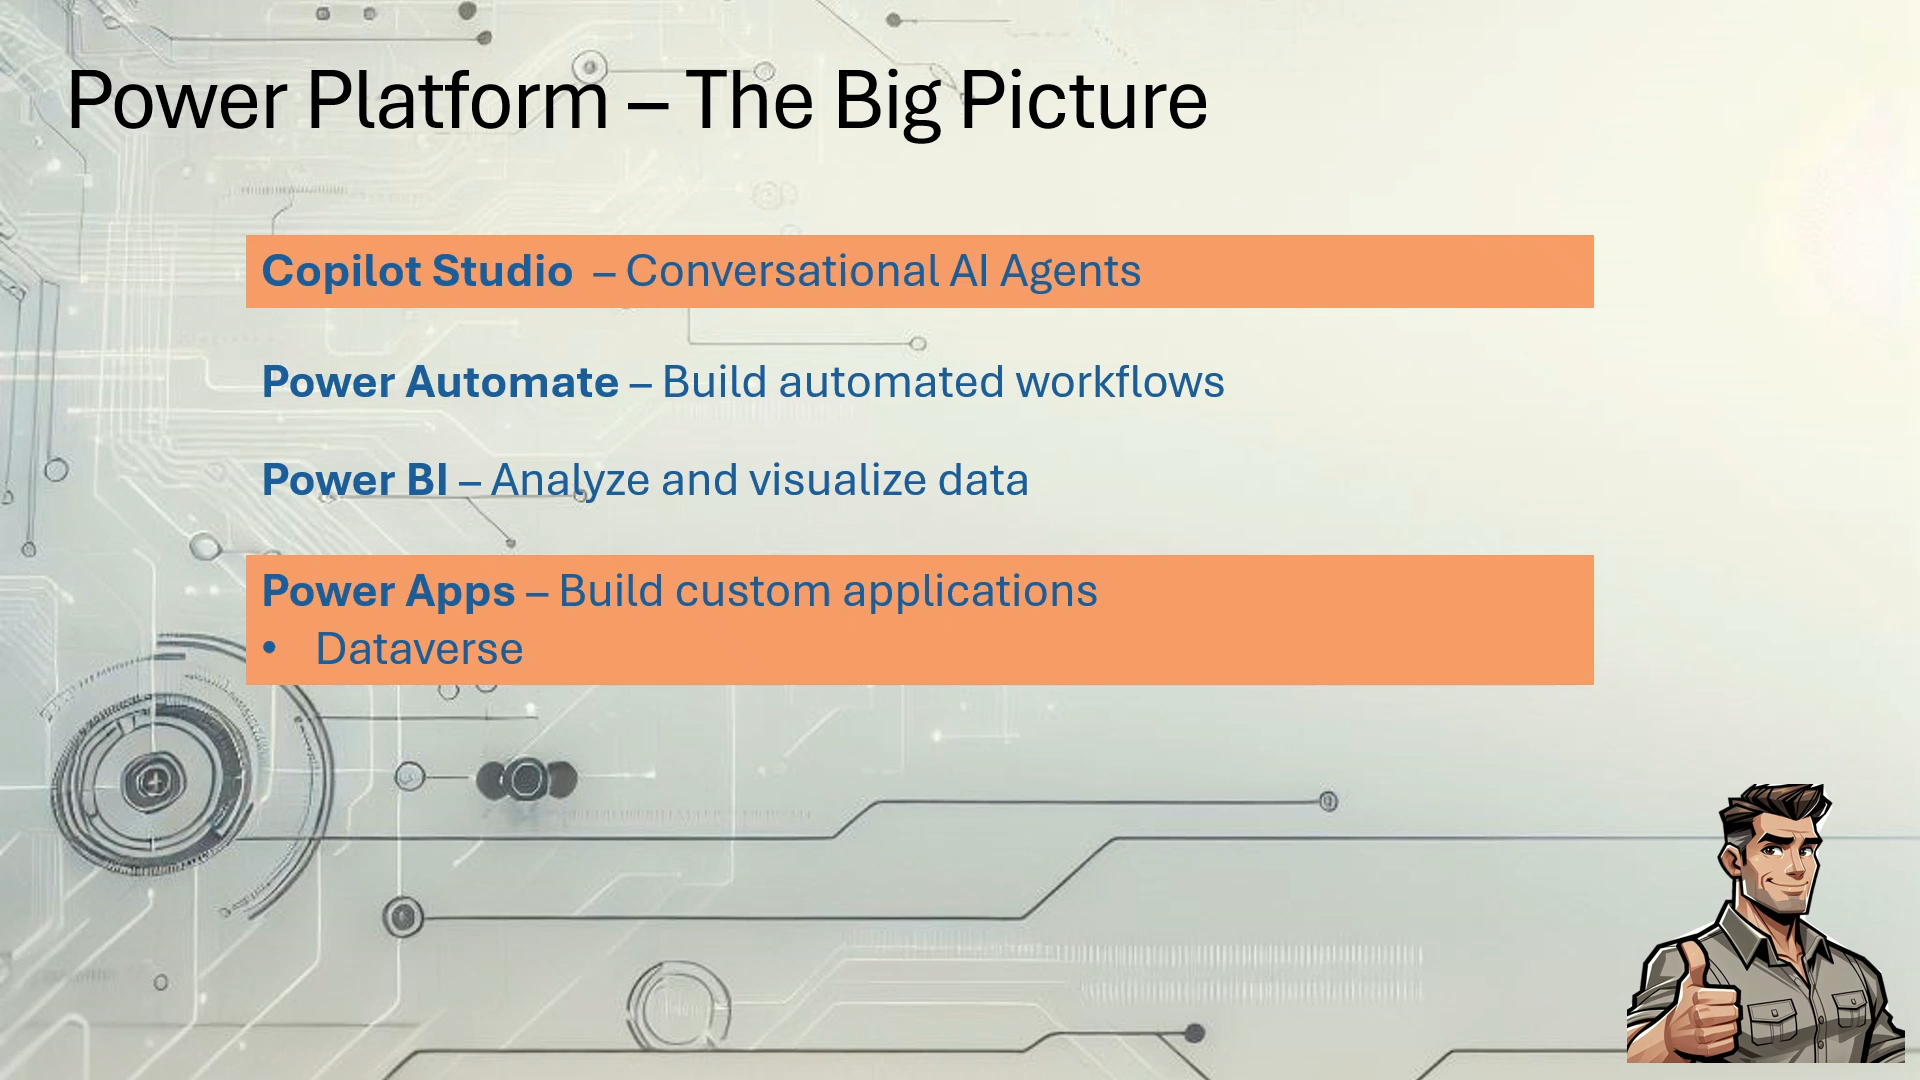 Power Platform – The Big Picture
Copilot Studio – Conversational AI Agents
Power Automate – Build automated workflows
Power BI – Analyze and visualize data
Power Apps – Build custom applications
• Dataverse